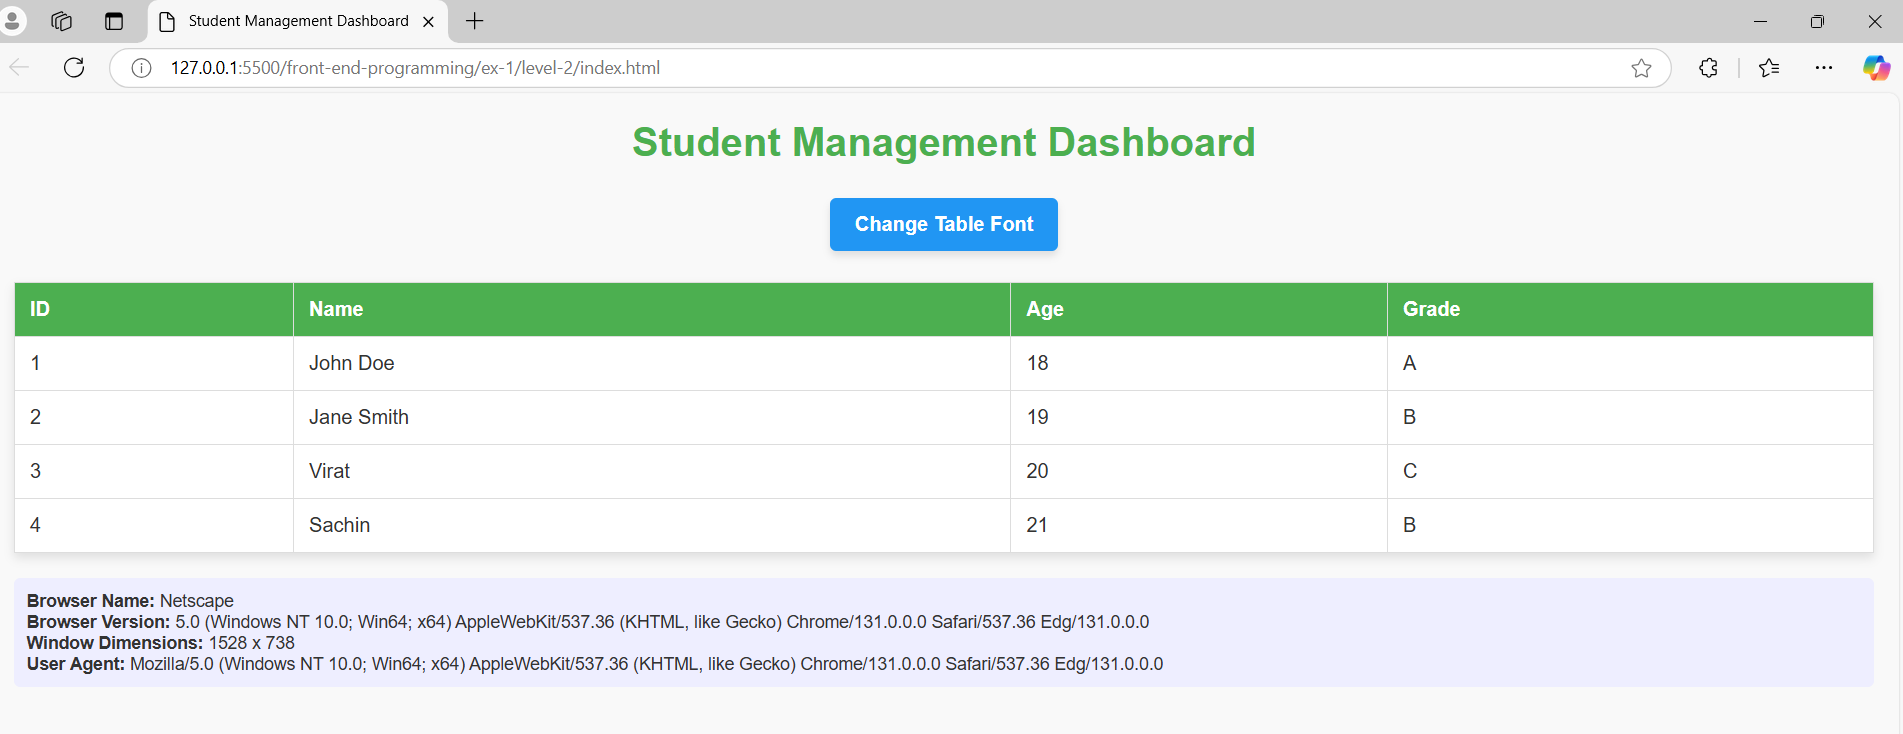 Student Management Dashboard
127.0.0.1:5500/front-end-programming/ex-1/level-2/index.html
Student Management Dashboard
Change Table Font
ID Name Age Grade
1 John Doe 18 A
2 Jane Smith 19 B
3 Virat 20 C
4 Sachin 21 B
Browser Name: Netscape
Browser Version: 5.0 (Windows NT 10.0; Win64; x64) AppleWebKit/537.36 (KHTML, like Gecko) Chrome/131.0.0.0 Safari/537.36 Edg/131.0.0.0
Window Dimensions: 1528 x 738
User Agent: Mozilla/5.0 (Windows NT 10.0; Win64; x64) AppleWebKit/537.36 (KHTML, like Gecko) Chrome/131.0.0.0 Safari/537.36 Edg/131.0.0.0